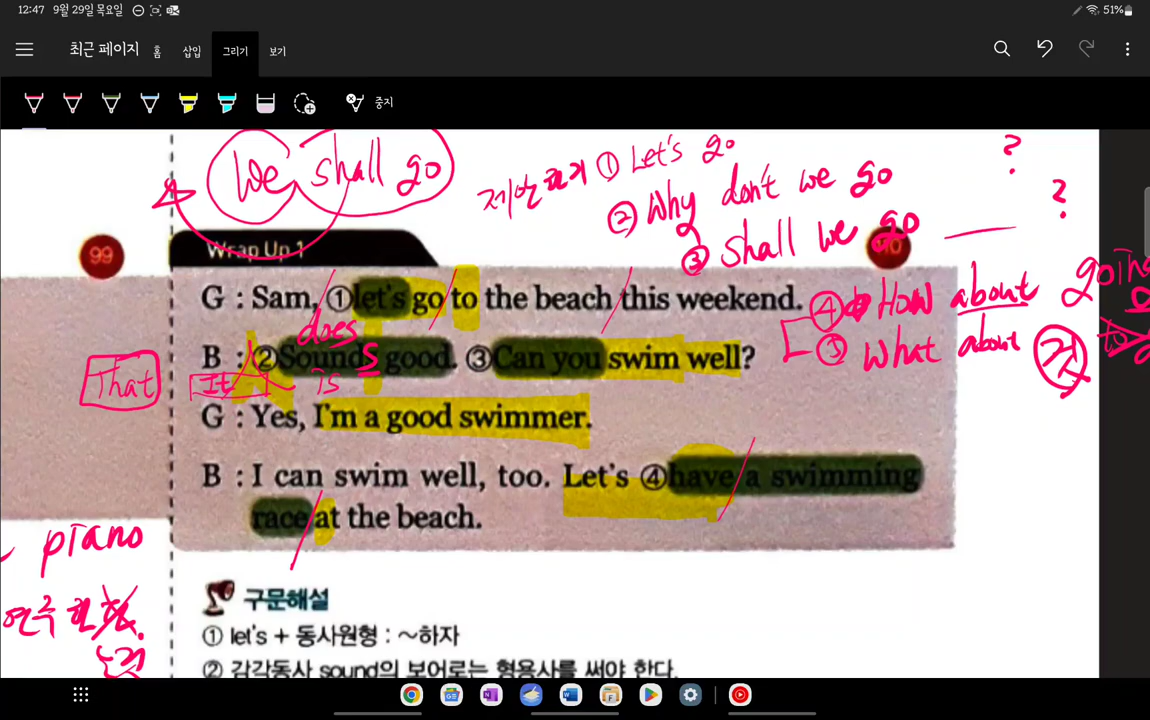 12:47 9월 29일 목요일 51%
최근 페이지 홈 삽입 그리기 보기
중지
We shall go
제안 ① Let's go
② Why don't we go ?
③ shall we go ?
④ How about going
⑤ What about
것
99
Wrap Up 1
G : Sam, ①let's go to the beach this weekend.
does
B : ②Sounds good. ③Can you swim well?
S
That
It is
G : Yes, I'm a good swimmer.
B : I can swim well, too. Let's ④have a swimming
race at the beach.
piano
구문해설
① let's + 동사원형 : ~하자
② 감각동사 sound의 보어로는 형용사를 써야 한다.